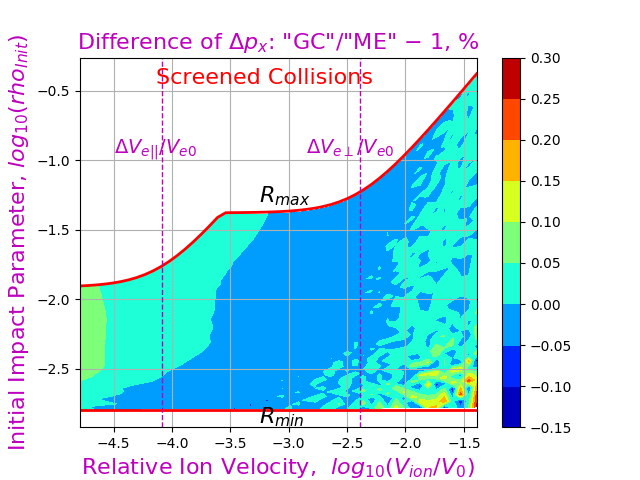 Difference of Δp_x: "GC"/"ME" − 1, %
Screened Collisions
ΔV_e||/V_e0
ΔV_e⊥/V_e0
R_max
R_min
Initial Impact Parameter, log_10(rho_Init)
−0.5
−1.0
−1.5
−2.0
−2.5
−4.5 −4.0 −3.5 −3.0 −2.5 −2.0 −1.5
Relative Ion Velocity, log_10(V_ion/V_0)
0.30
0.25
0.20
0.15
0.10
0.05
0.00
−0.05
−0.10
−0.15